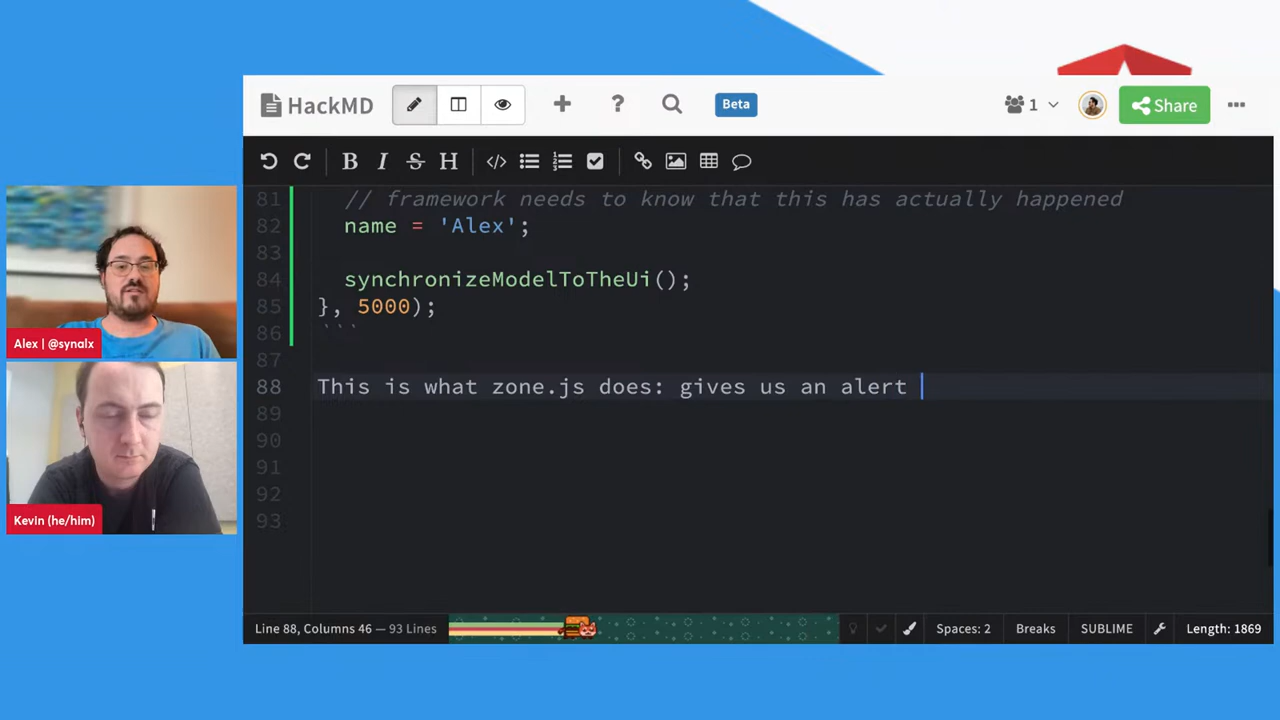 HackMD
Beta
1
Share
81 // framework needs to know that this has actually happened
82 name = 'Alex';
83
84 synchronizeModelToTheUi();
85 }, 5000);
86 ```
87
88 This is what zone.js does: gives us an alert
89
90
91
92
93
Alex | @synalx
Kevin (he/him)
Line 88, Columns 46 — 93 Lines
Spaces: 2
Breaks
SUBLIME
Length: 1869